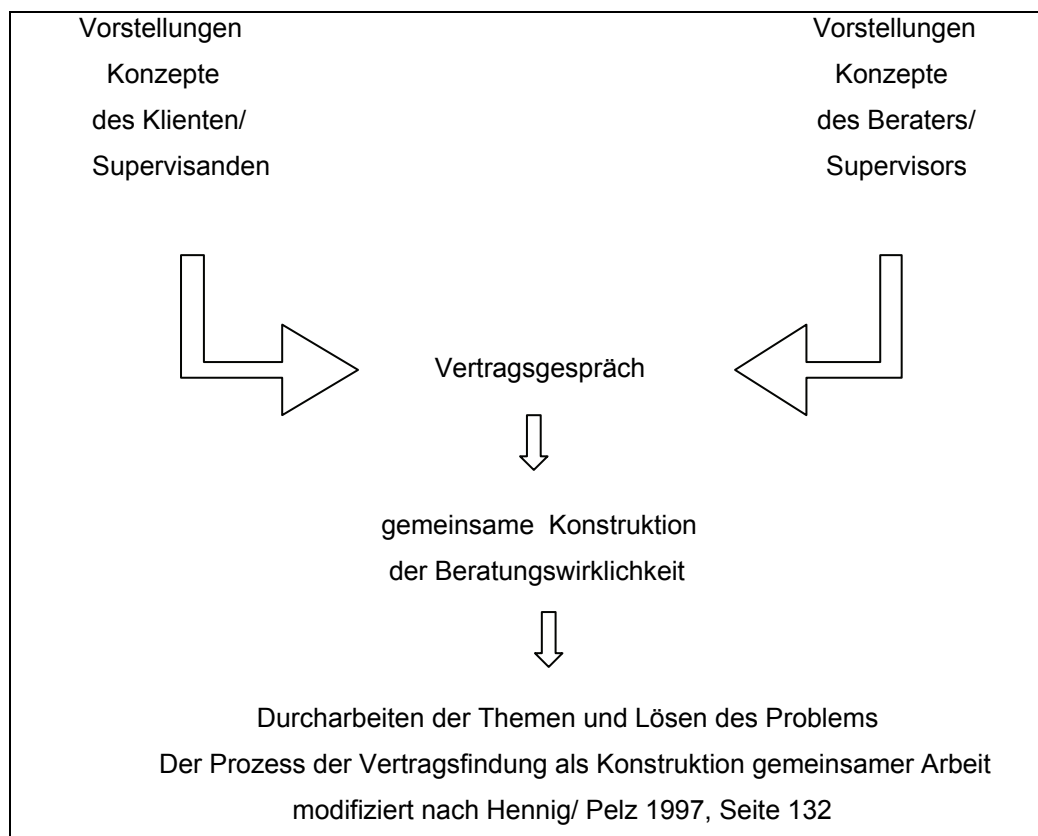 Vorstellungen
Konzepte
des Klienten/
Supervisanden
Vorstellungen
Konzepte
des Beraters/
Supervisors
Vertragsgespräch
gemeinsame Konstruktion
der Beratungswirklichkeit
Durcharbeiten der Themen und Lösen des Problems
Der Prozess der Vertragsfindung als Konstruktion gemeinsamer Arbeit
modifiziert nach Hennig/ Pelz 1997, Seite 132